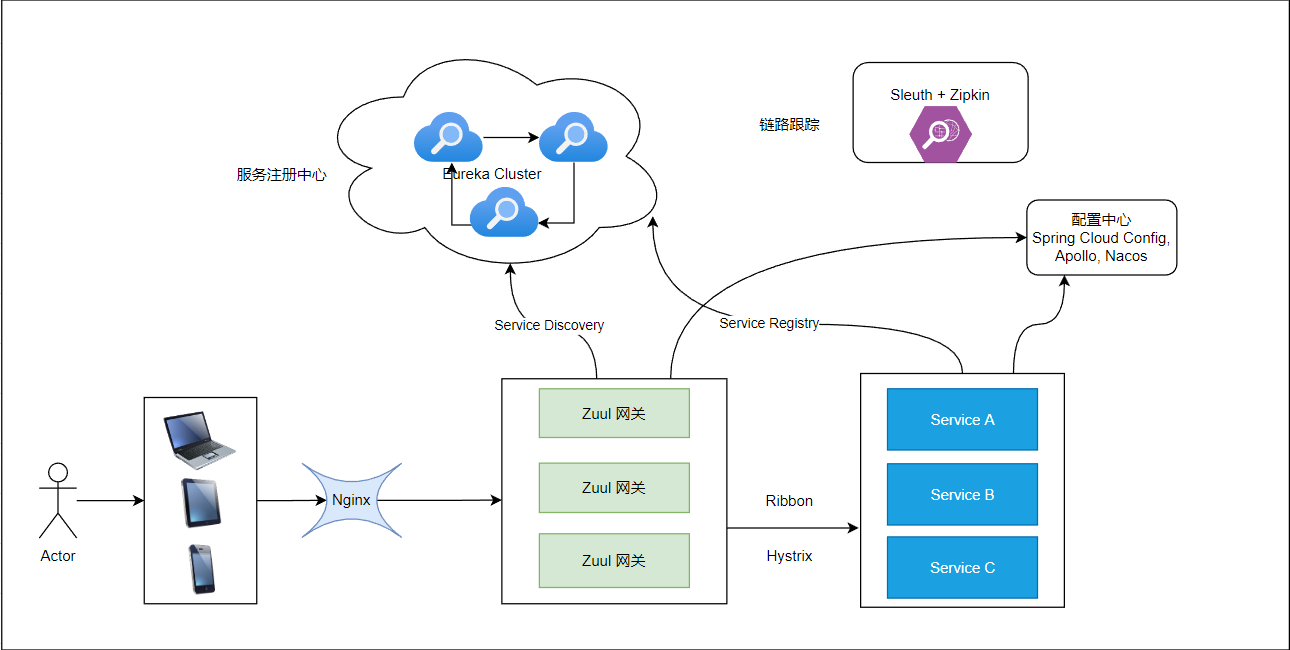 Sleuth + Zipkin
链路跟踪
服务注册中心
Eureka Cluster
配置中心
Spring Cloud Config,
Apollo, Nacos
Service Discovery
Service Registry
Zuul 网关
Zuul 网关
Zuul 网关
Service A
Service B
Service C
Nginx
Ribbon
Hystrix
Actor